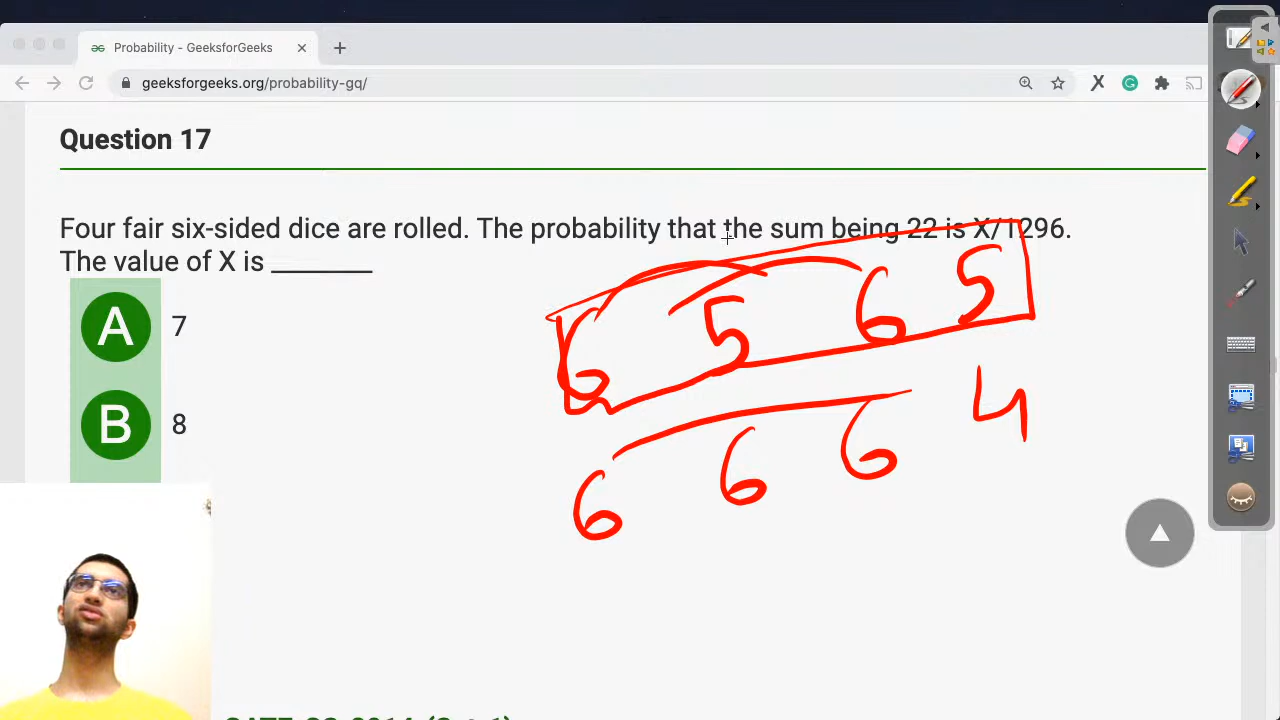 Probability - GeeksforGeeks
geeksforgeeks.org/probability-gq/
Question 17
Four fair six-sided dice are rolled. The probability that the sum being 22 is X/1296.
The value of X is ________
A 7
B 8
6 5 6 5
6 6 6 4